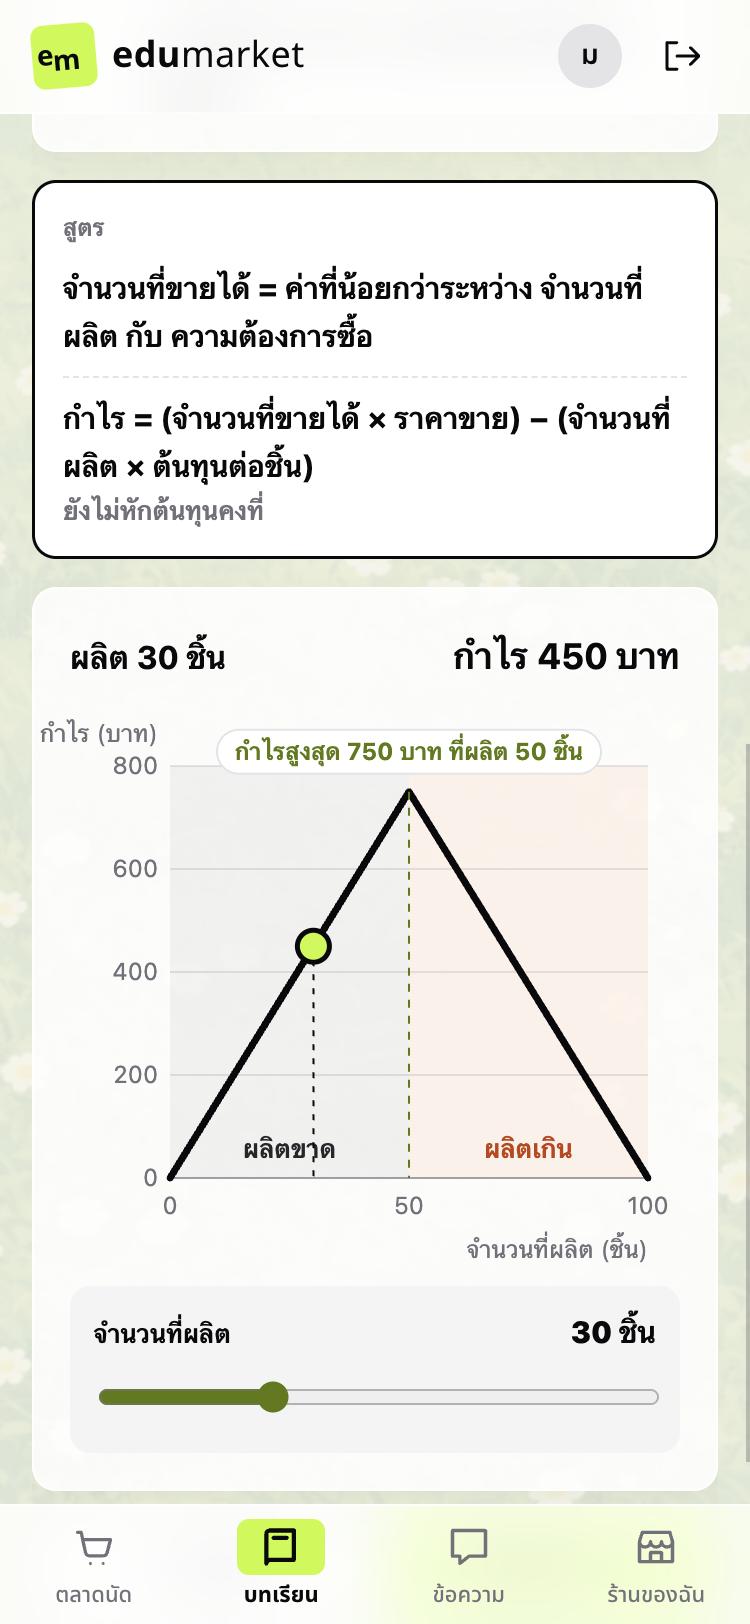 em edumarket ม
สูตร
จำนวนที่ขายได้ = ค่าที่น้อยกว่าระหว่าง จำนวนที่
ผลิต กับ ความต้องการซื้อ
กำไร = (จำนวนที่ขายได้ × ราคาขาย) − (จำนวนที่
ผลิต × ต้นทุนต่อชิ้น)
ยังไม่หักต้นทุนคงที่
ผลิต 30 ชิ้น กำไร 450 บาท
กำไร (บาท)
กำไรสูงสุด 750 บาท ที่ผลิต 50 ชิ้น
800
600
400
200
ผลิตขาด ผลิตเกิน
0
0 50 100
จำนวนที่ผลิต (ชิ้น)
จำนวนที่ผลิต 30 ชิ้น
ตลาดนัด บทเรียน ข้อความ ร้านของฉัน